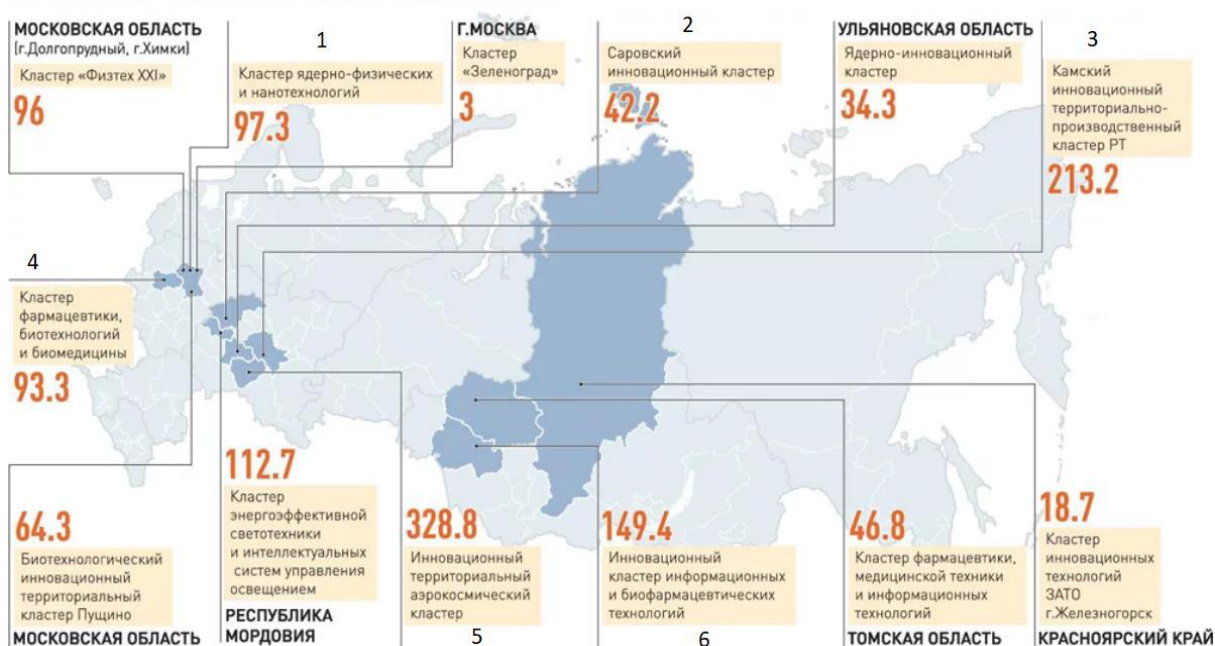 МОСКОВСКАЯ ОБЛАСТЬ
(г.Долгопрудный, г.Химки)
Кластер «Физтех XXI»
96
1
Кластер ядерно-физических
и нанотехнологий
97.3
Г.МОСКВА
Кластер
«Зеленоград»
3
2
Саровский
инновационный кластер
42.2
УЛЬЯНОВСКАЯ ОБЛАСТЬ
Ядерно-инновационный
кластер
34.3
3
Камский
инновационный
территориально-
производственный
кластер РТ
213.2
4
Кластер
фармацевтики,
биотехнологий
и биомедицины
93.3
64.3
Биотехнологический
инновационный
территориальный
кластер Пущино
МОСКОВСКАЯ ОБЛАСТЬ
112.7
Кластер
энергоэффективной
светотехники
и интеллектуальных
систем управления
освещением
РЕСПУБЛИКА
МОРДОВИЯ
328.8
Инновационный
территориальный
аэрокосмический
кластер
5
149.4
Инновационный
кластер информационных
и биофармацевтических
технологий
6
46.8
Кластер фармацевтики,
медицинской техники
и информационных
технологий
ТОМСКАЯ ОБЛАСТЬ
18.7
Кластер
инновационных
технологий
ЗАТО
г.Железногорск
КРАСНОЯРСКИЙ КРАЙ